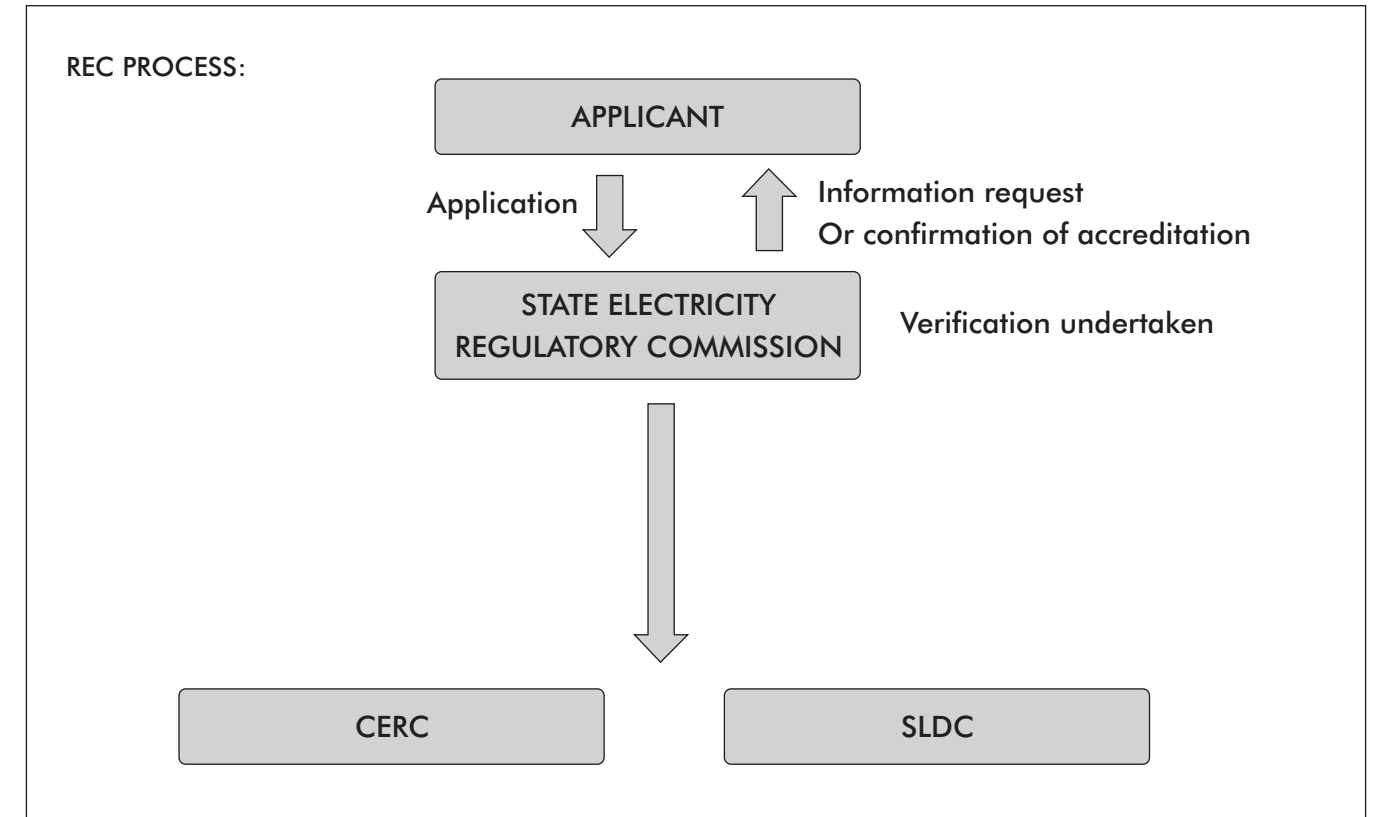 REC PROCESS:
APPLICANT
Application
Information request
Or confirmation of accreditation
STATE ELECTRICITY
REGULATORY COMMISSION
Verification undertaken
CERC
SLDC